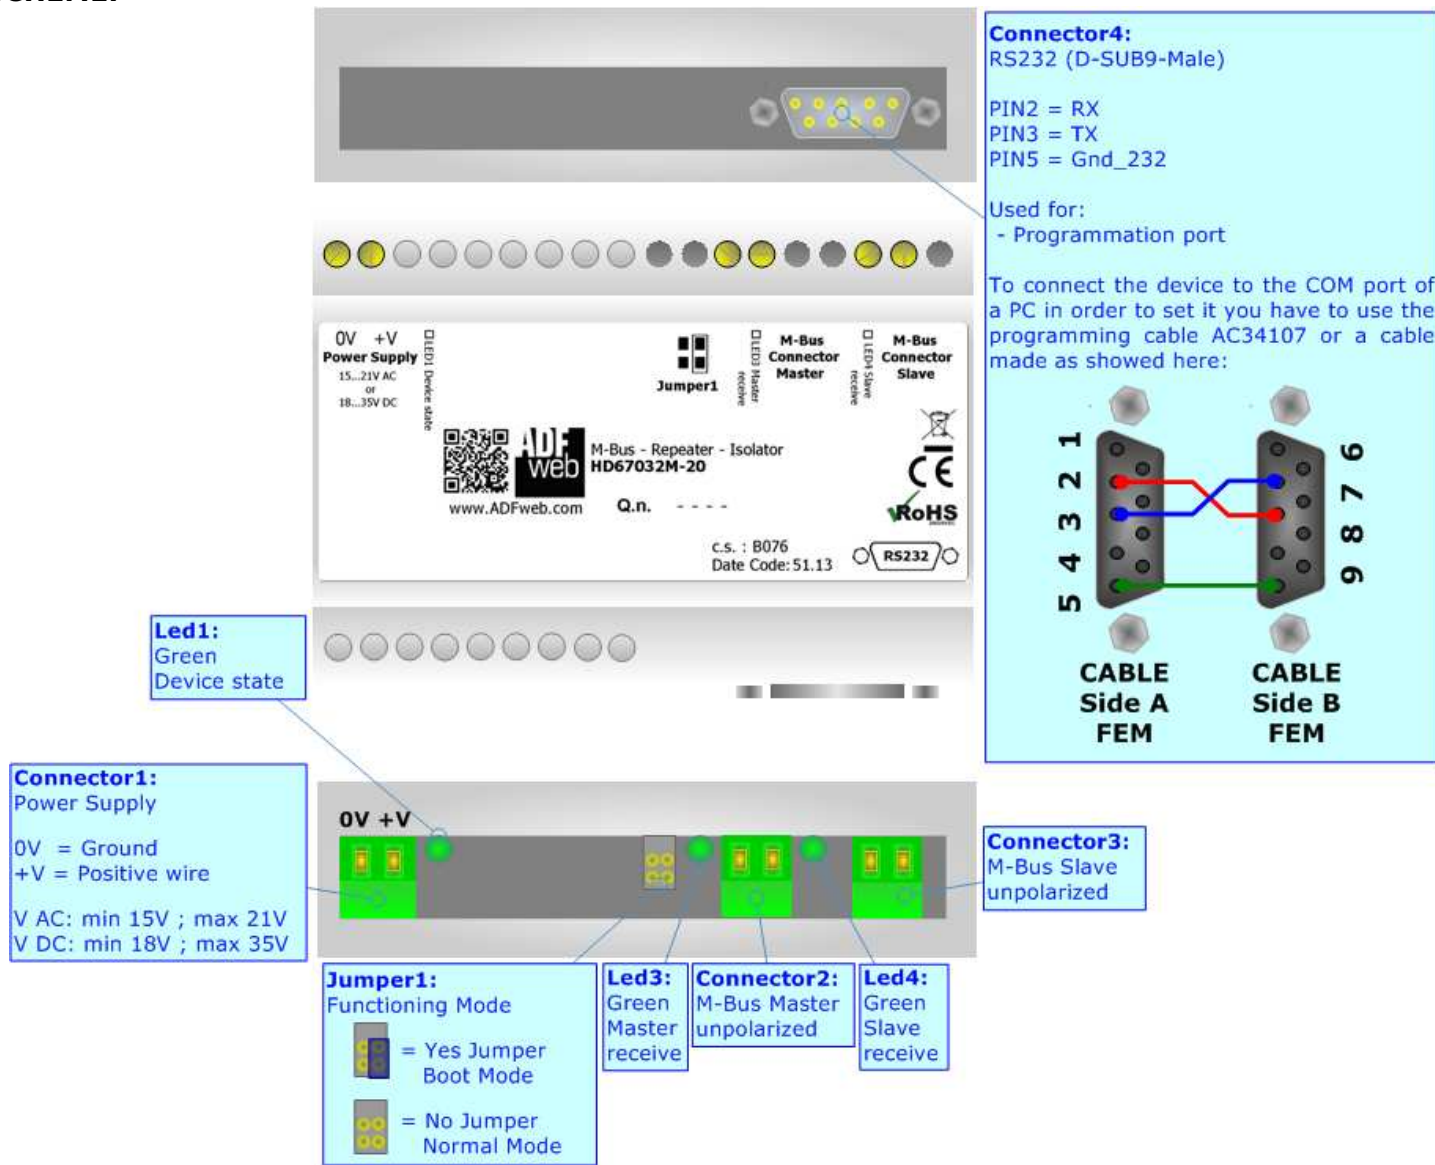 Connector4:
RS232 (D-SUB9-Male)
PIN2 = RX
PIN3 = TX
PIN5 = Gnd_232
Used for:
- Programmation port
To connect the device to the COM port of
a PC in order to set it you have to use the
programming cable AC34107 or a cable
made as showed here:
1
2
3
4
5
6
7
8
9
CABLE
Side A
FEM
CABLE
Side B
FEM
0V +V
Power Supply
15...21V AC
or
18...35V DC
LED1 Device state
Jumper1
LED3 Master
receive
M-Bus
Connector
Master
LED4 Slave
receive
M-Bus
Connector
Slave
ADF
web
www.ADFweb.com
M-Bus - Repeater - Isolator
HD67032M-20
Q.n. - - - -
CE
RoHS
c.s. : B076
Date Code: 51.13
RS232
Led1:
Green
Device state
Connector1:
Power Supply
0V = Ground
+V = Positive wire
V AC: min 15V ; max 21V
V DC: min 18V ; max 35V
0V +V
Connector3:
M-Bus Slave
unpolarized
Jumper1:
Functioning Mode
= Yes Jumper
Boot Mode
= No Jumper
Normal Mode
Led3:
Green
Master
receive
Connector2:
M-Bus Master
unpolarized
Led4:
Green
Slave
receive